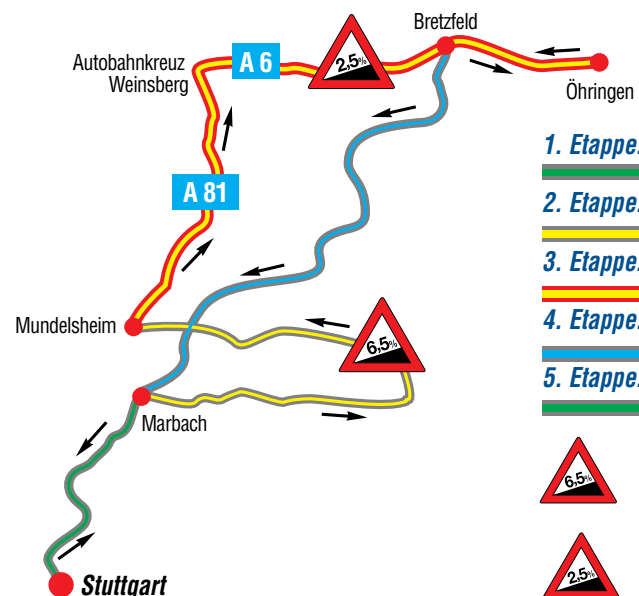 Bretzfeld
Autobahnkreuz
Weinsberg
A 6
2,5%
Öhringen
A 81
Mundelsheim
6,5%
Marbach
Stuttgart
1. Etappe:
2. Etappe:
3. Etappe:
4. Etappe:
5. Etappe:
6,5%
2,5%